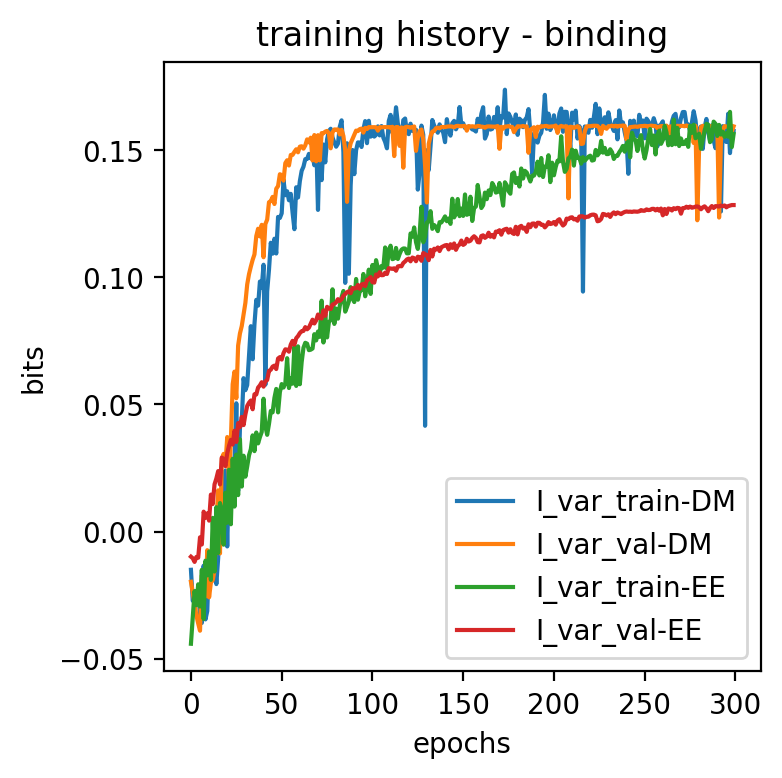 training history - binding
bits
0.15
0.10
0.05
0.00
−0.05
I_var_train-DM
I_var_val-DM
I_var_train-EE
I_var_val-EE
0 50 100 150 200 250 300
epochs